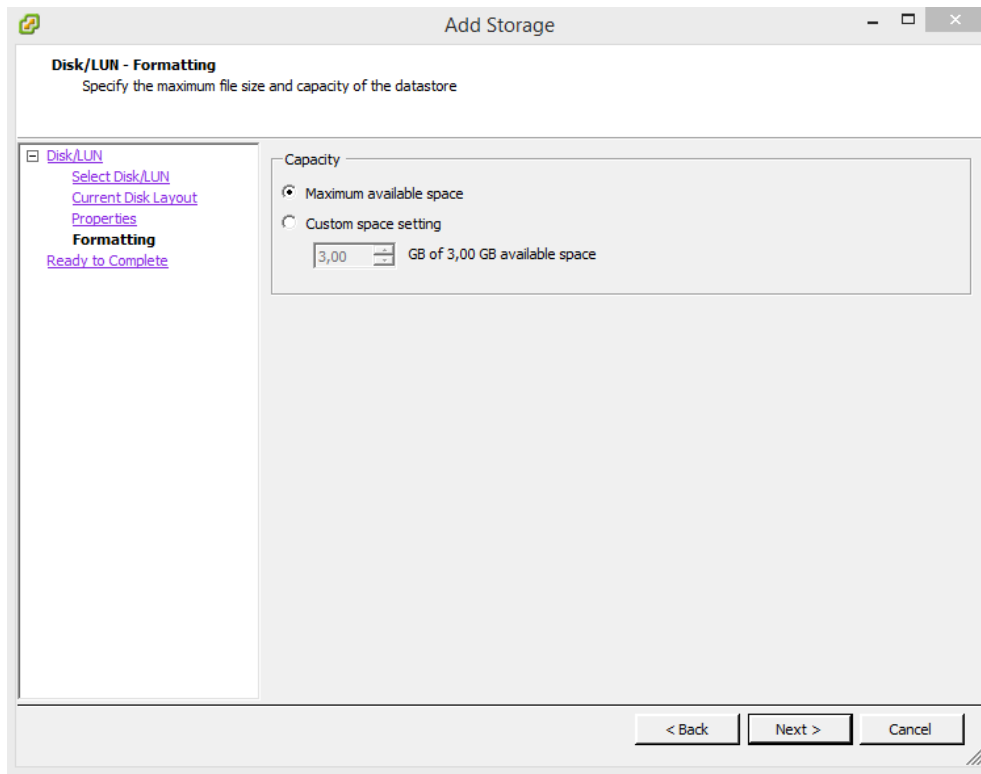 Add Storage
Disk/LUN - Formatting
Specify the maximum file size and capacity of the datastore
Disk/LUN
Select Disk/LUN
Current Disk Layout
Properties
Formatting
Ready to Complete
Capacity
Maximum available space
Custom space setting
3,00 GB of 3,00 GB available space
< Back Next > Cancel